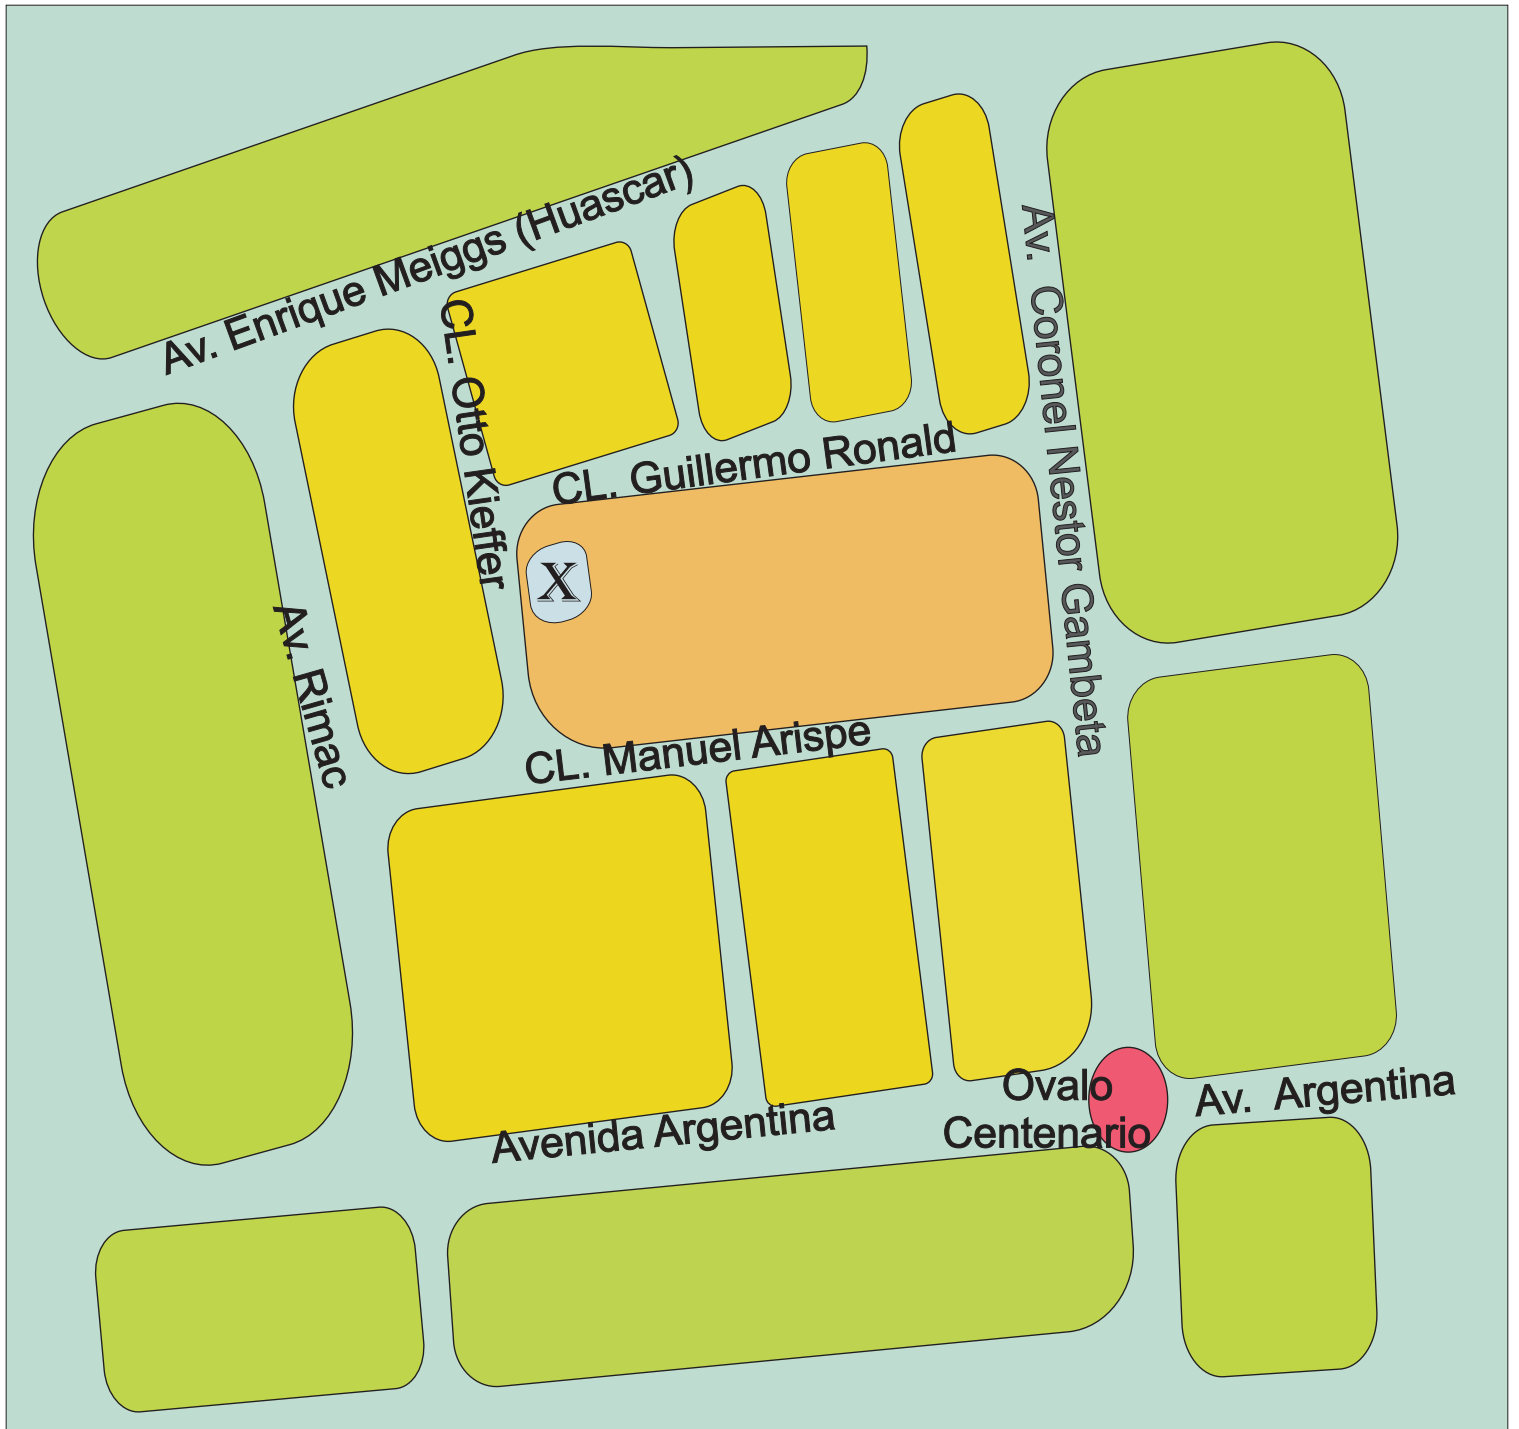 Av. Enrique Meiggs (Huascar)
CL. Otto Kieffer
Av. Coronel Nestor Gambeta
CL. Guillermo Ronald
X
Av. Rimac
CL. Manuel Arispe
Ovalo
Centenario
Av. Argentina
Avenida Argentina